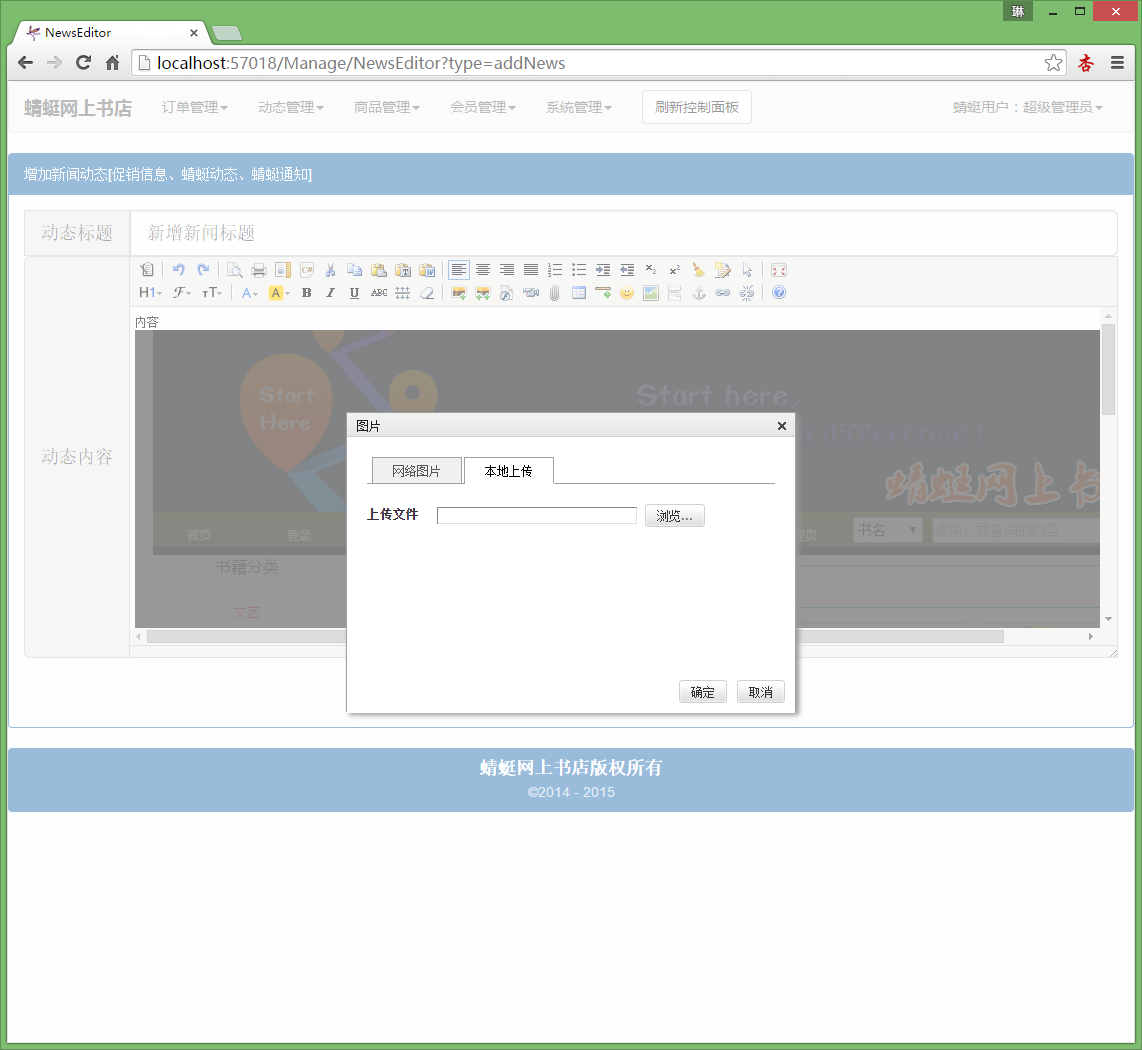 琳
NewsEditor
localhost:57018/Manage/NewsEditor?type=addNews
杏
蜻蜓网上书店 订单管理 动态管理 商品管理 会员管理 系统管理 刷新控制面板 蜻蜓用户：超级管理员
增加新闻动态[促销信息、蜻蜓动态、蜻蜓通知]
动态标题 新增新闻标题
H1 F TT A A B I U ABC
动态内容
内容
Start
Here
Start here,
difference!
蜻蜓网上书
首页 登录 书名 请输入要查询的内容
书籍分类
文艺
图片
网络图片 本地上传
上传文件 浏览...
确定 取消
蜻蜓网上书店版权所有
©2014 - 2015